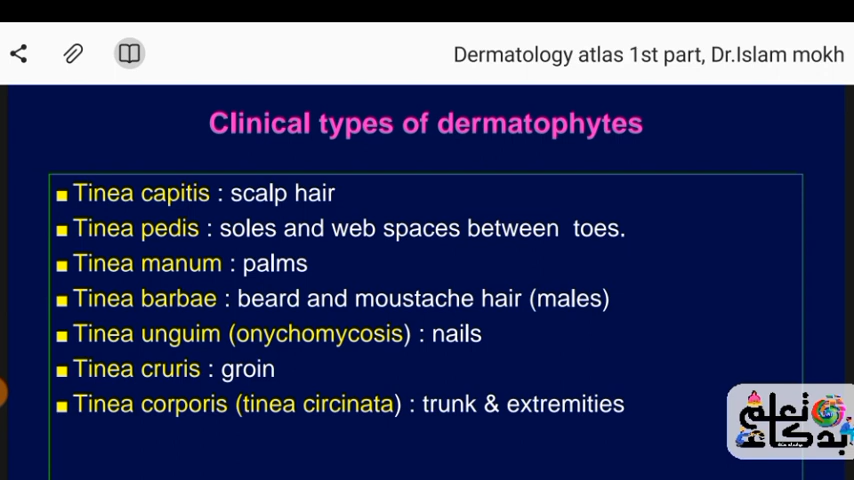 Dermatology atlas 1st part, Dr.Islam mokh
Clinical types of dermatophytes
Tinea capitis : scalp hair
Tinea pedis : soles and web spaces between toes.
Tinea manum : palms
Tinea barbae : beard and moustache hair (males)
Tinea unguim (onychomycosis) : nails
Tinea cruris : groin
Tinea corporis (tinea circinata) : trunk & extremities
تعلم
بذكاء